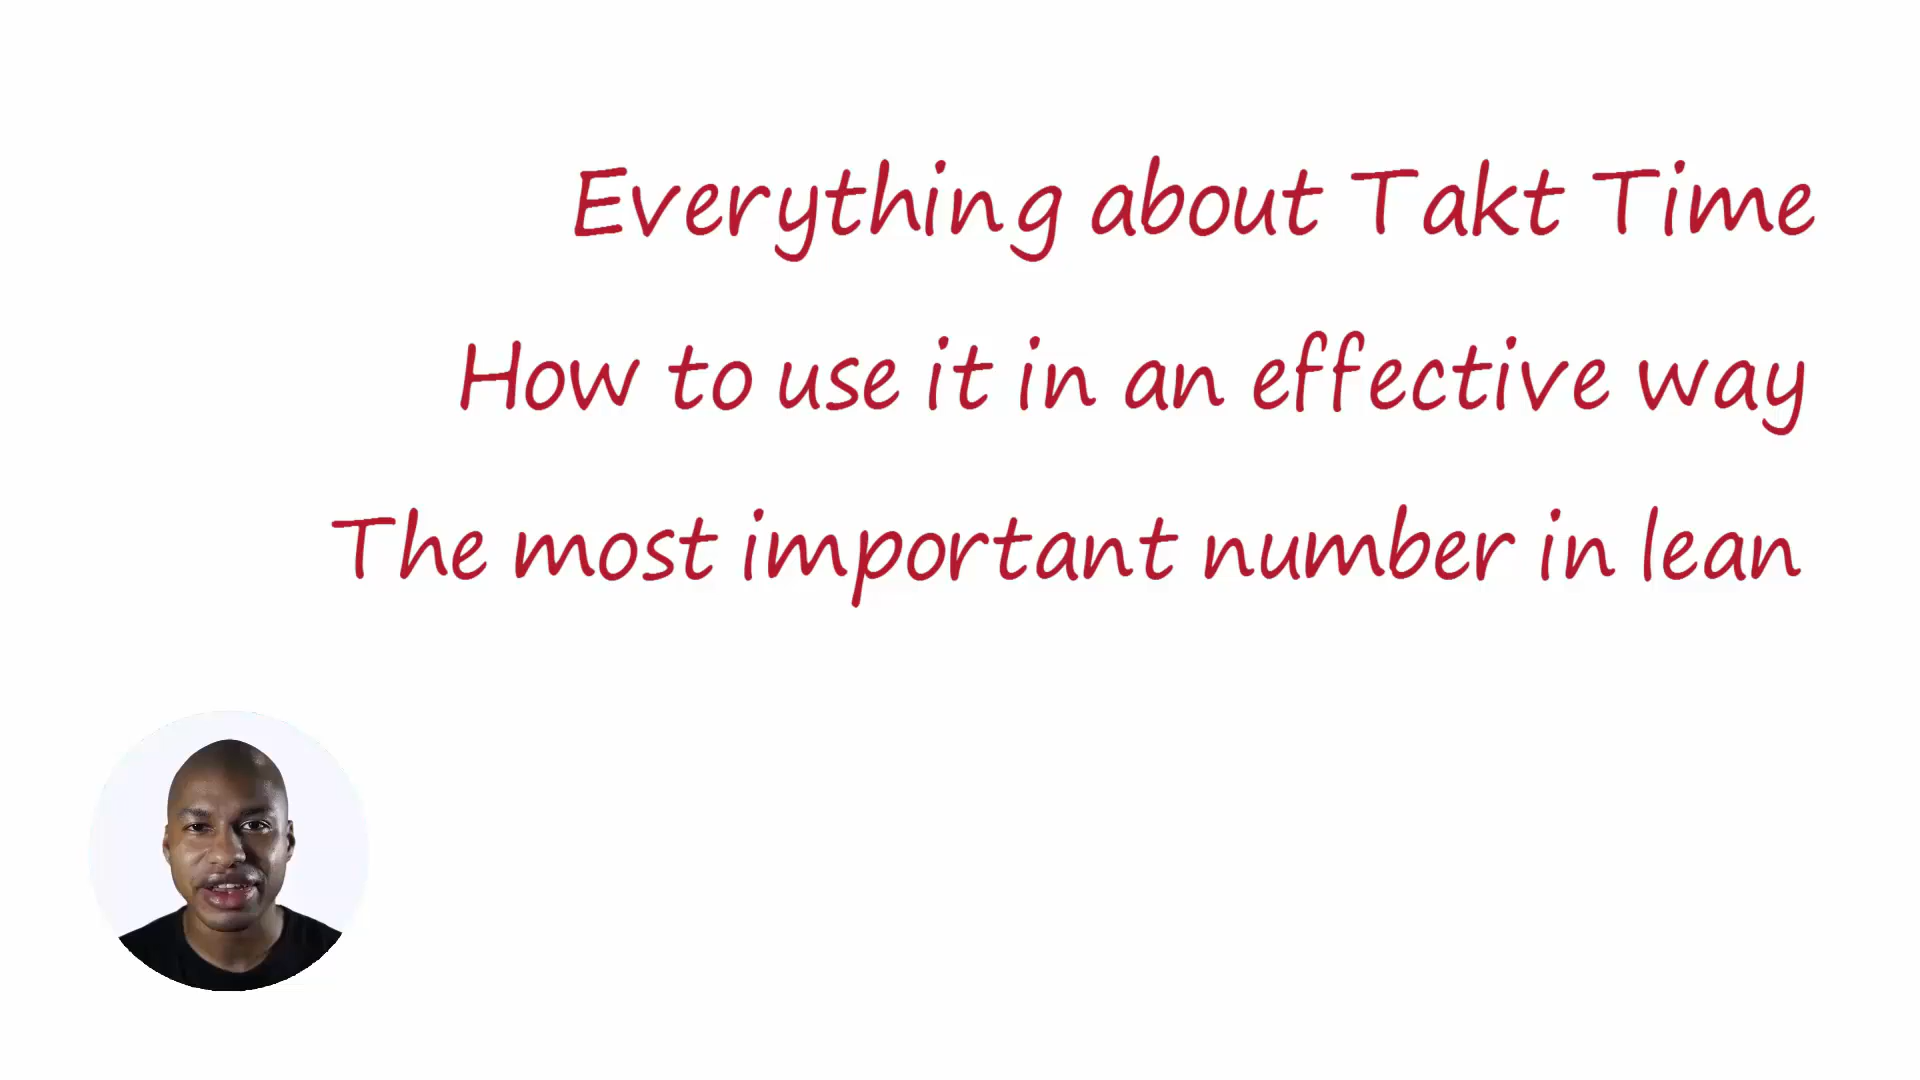 Everything about Takt Time
How to use it in an effective way
The most important number in lean